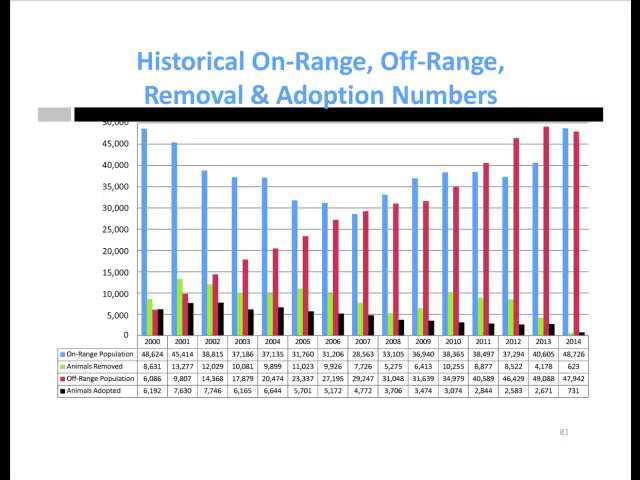 Historical On-Range, Off-Range,
Removal & Adoption Numbers
50,000
45,000
40,000
35,000
30,000
25,000
20,000
15,000
10,000
5,000
0
2000 2001 2002 2003 2004 2005 2006 2007 2008 2009 2010 2011 2012 2013 2014
On-Range Population 48,624 45,414 38,815 37,186 37,135 31,760 31,206 28,563 33,105 36,940 38,365 38,497 37,294 40,605 48,726
Animals Removed 8,631 13,277 12,029 10,081 9,899 11,023 9,926 7,726 5,275 6,413 10,255 8,877 8,522 4,178 623
Off-Range Population 6,086 9,807 14,368 17,879 20,474 23,337 27,195 29,247 31,048 31,639 34,979 40,589 46,429 49,088 47,942
Animals Adopted 6,192 7,630 7,746 6,165 6,644 5,701 5,172 4,772 3,706 3,474 3,074 2,844 2,583 2,671 731
81